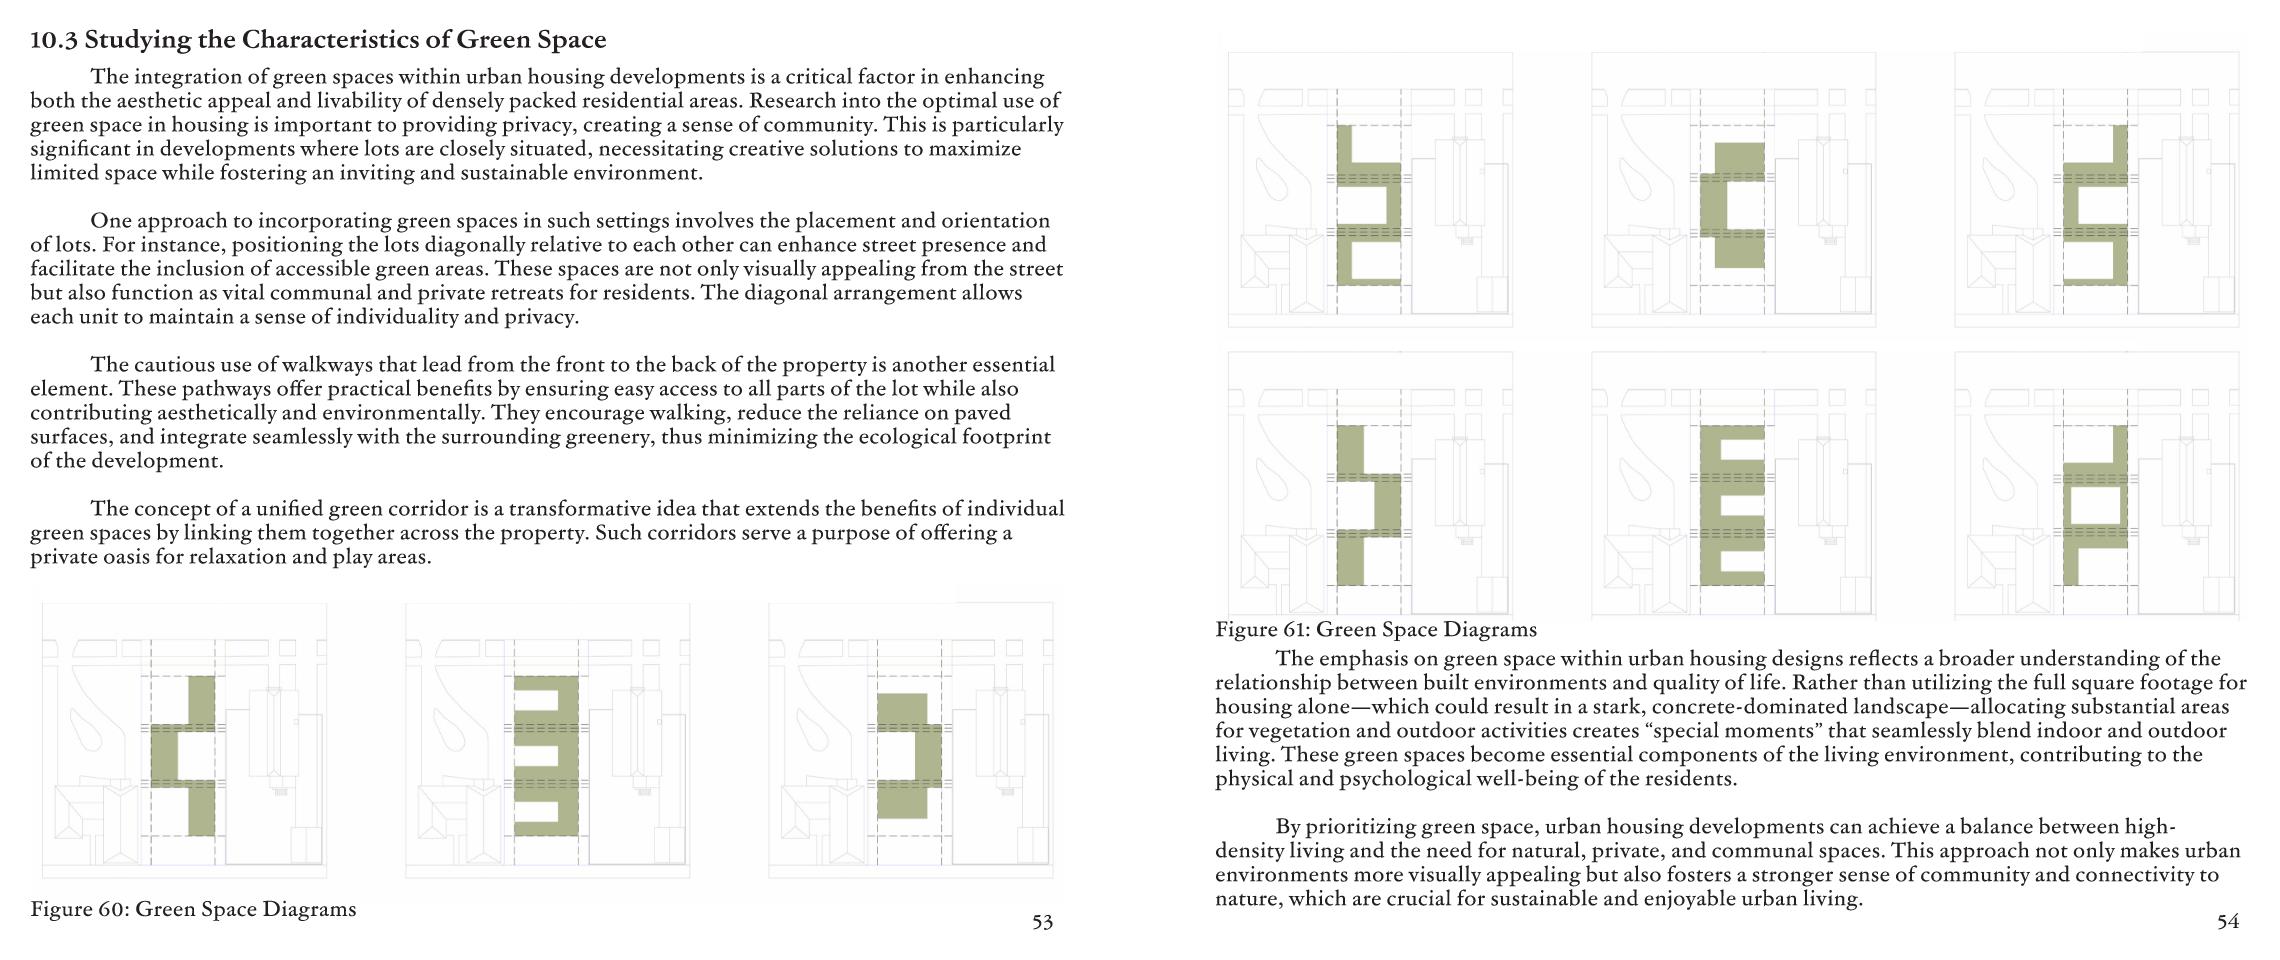 10.3 Studying the Characteristics of Green Space
The integration of green spaces within urban housing developments is a critical factor in enhancing
both the aesthetic appeal and livability of densely packed residential areas. Research into the optimal use of
green space in housing is important to providing privacy, creating a sense of community. This is particularly
significant in developments where lots are closely situated, necessitating creative solutions to maximize
limited space while fostering an inviting and sustainable environment.
One approach to incorporating green spaces in such settings involves the placement and orientation
of lots. For instance, positioning the lots diagonally relative to each other can enhance street presence and
facilitate the inclusion of accessible green areas. These spaces are not only visually appealing from the street
but also function as vital communal and private retreats for residents. The diagonal arrangement allows
each unit to maintain a sense of individuality and privacy.
The cautious use of walkways that lead from the front to the back of the property is another essential
element. These pathways offer practical benefits by ensuring easy access to all parts of the lot while also
contributing aesthetically and environmentally. They encourage walking, reduce the reliance on paved
surfaces, and integrate seamlessly with the surrounding greenery, thus minimizing the ecological footprint
of the development.
The concept of a unified green corridor is a transformative idea that extends the benefits of individual
green spaces by linking them together across the property. Such corridors serve a purpose of offering a
private oasis for relaxation and play areas.
Figure 60: Green Space Diagrams
53
Figure 61: Green Space Diagrams
The emphasis on green space within urban housing designs reflects a broader understanding of the
relationship between built environments and quality of life. Rather than utilizing the full square footage for
housing alone—which could result in a stark, concrete-dominated landscape—allocating substantial areas
for vegetation and outdoor activities creates “special moments” that seamlessly blend indoor and outdoor
living. These green spaces become essential components of the living environment, contributing to the
physical and psychological well-being of the residents.
By prioritizing green space, urban housing developments can achieve a balance between high-
density living and the need for natural, private, and communal spaces. This approach not only makes urban
environments more visually appealing but also fosters a stronger sense of community and connectivity to
nature, which are crucial for sustainable and enjoyable urban living.
54